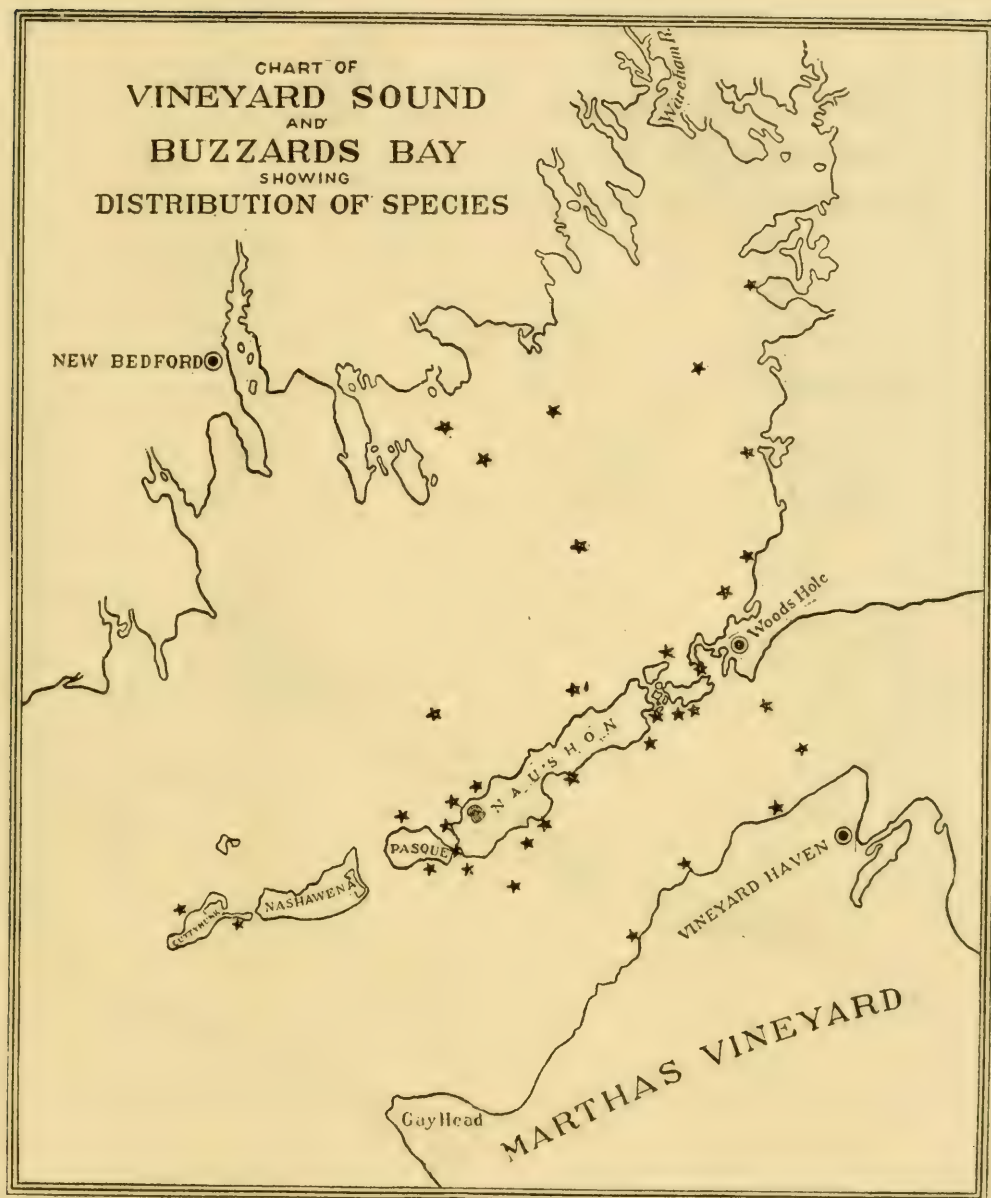 CHART OF
VINEYARD SOUND
AND
BUZZARDS BAY
SHOWING
DISTRIBUTION OF SPECIES
Wareham R.
NEW BEDFORD
Woods Hole
NAUSHON
PASQUE
NASHAWENA
CUTTYHUNK
VINEYARD HAVEN
MARTHAS VINEYARD
Gay Head